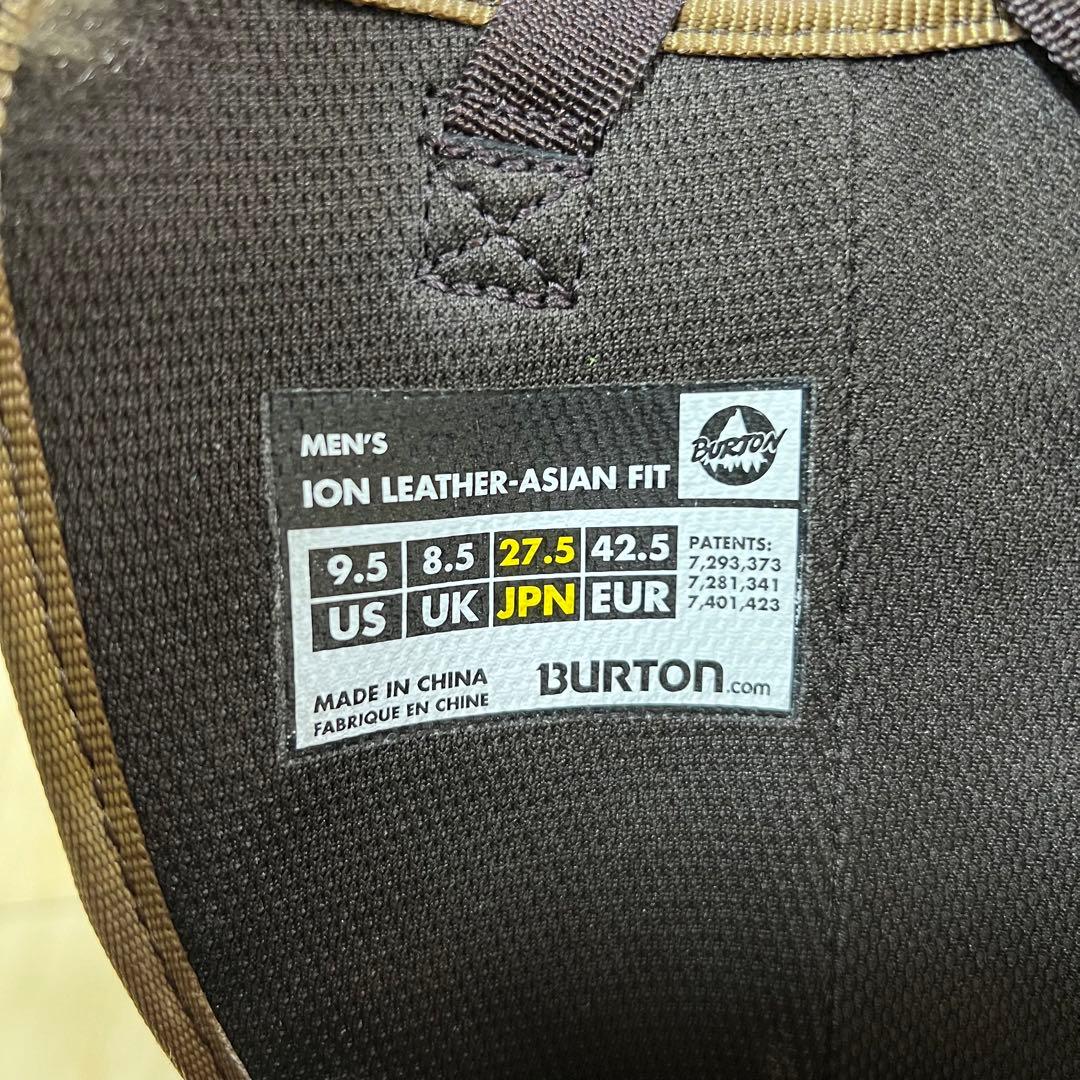 MEN'S
ION LEATHER-ASIAN FIT
BURTON
9.5 8.5 27.5 42.5
US UK JPN EUR
PATENTS:
7,293,373
7,281,341
7,401,423
MADE IN CHINA
FABRIQUE EN CHINE
BURTON.com